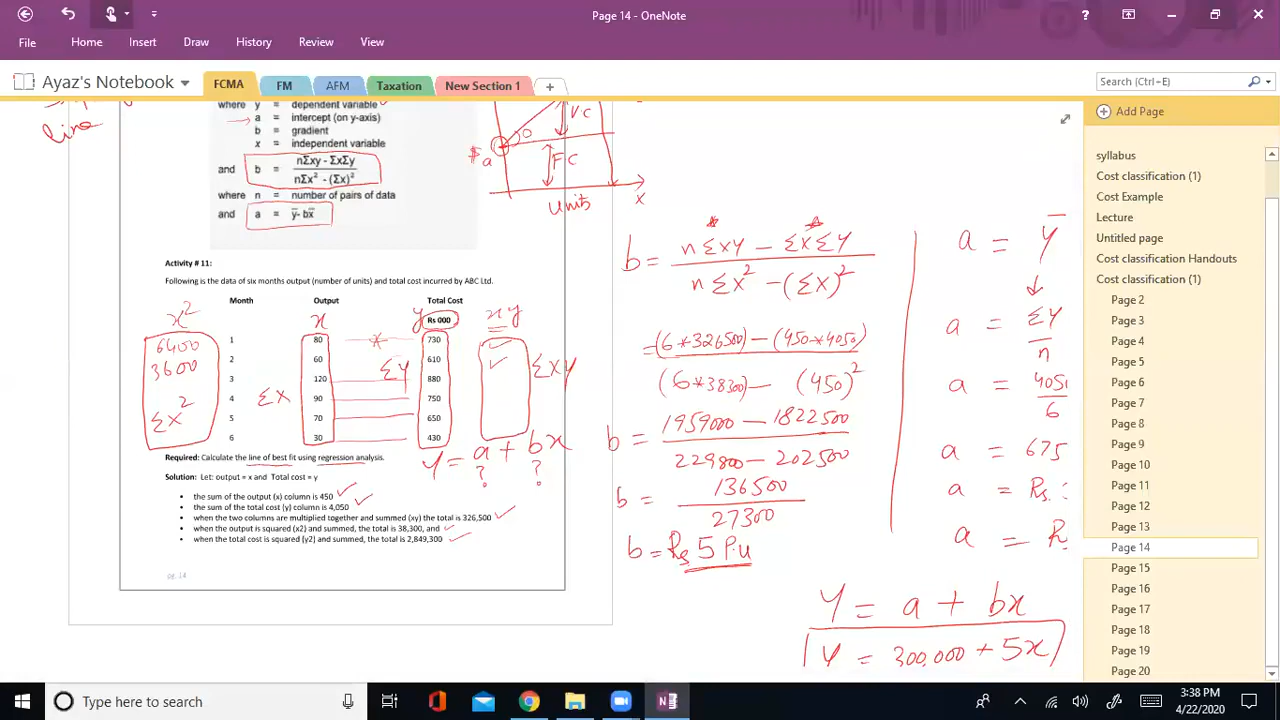 Page 14 - OneNote
File Home Insert Draw History Review View
Ayaz's Notebook FCMA FM AFM Taxation New Section 1
Search (Ctrl+E)
Add Page
syllabus
Cost classification (1)
Cost Example
Lecture
Untitled page
Cost classification Handouts
Cost classification (1)
Page 2
Page 3
Page 4
Page 5
Page 6
Page 7
Page 8
Page 9
Page 10
Page 11
Page 12
Page 13
Page 14
Page 15
Page 16
Page 17
Page 18
Page 19
Page 20
line
where y = dependent variable
a = intercept (on y-axis)
b = gradient
x = independent variable
and b = nΣxy - ΣxΣy
nΣx² - (Σx)²
where n = number of pairs of data
and a = y̅- bx̅
VC
a
FC
Units
x
Activity # 11:
Following is the data of six months output (number of units) and total cost incurred by ABC Ltd.
Month Output Total Cost
x² x y Rs 000 xy
6400 1 80 730
3600 2 60 610
3 120 880
4 90 750
5 70 650
6 30 430
Σx² Σx Σy Σxy
Required: Calculate the line of best fit using regression analysis.
Y = a + bx
? ?
Solution: Let: output = x and Total cost = y
• the sum of the output (x) column is 450
• the sum of the total cost (y) column is 4,050
• when the two columns are multiplied together and summed (xy) the total is 326,500
• when the output is squared (x2) and summed, the total is 38,300, and
• when the total cost is squared (y2) and summed, the total is 2,849,300
pg. 14
b = nΣxy - ΣxΣy
nΣx² - (Σx)²
= (6*326500) - (450*4050)
(6*38300) - (450)²
b = 1959000 - 1822500
229800 - 202500
b = 136500
27300
b = Rs 5 P.u
a = y̅
a = Σy
n
a = 405
6
a = 675
a = Rs.
a = R
Y = a + bx
Y = 300,000 + 5x
Type here to search
3:38 PM
4/22/2020